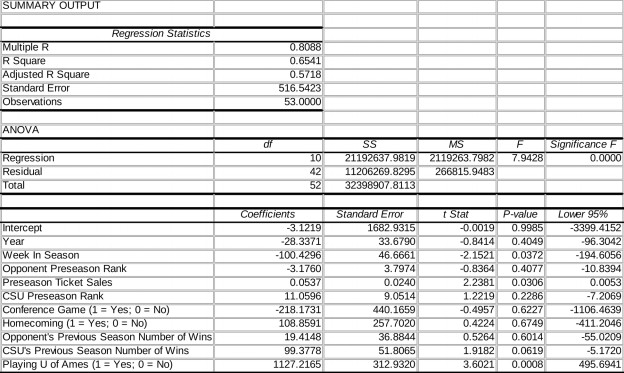 SUMMARY OUTPUT
Regression Statistics
Multiple R 0.8088
R Square 0.6541
Adjusted R Square 0.5718
Standard Error 516.5423
Observations 53.0000
ANOVA
df SS MS F Significance F
Regression 10 21192637.9819 2119263.7982 7.9428 0.0000
Residual 42 11206269.8295 266815.9483
Total 52 32398907.8113
Coefficients Standard Error t Stat P-value Lower 95%
Intercept -3.1219 1682.9315 -0.0019 0.9985 -3399.4152
Year -28.3371 33.6790 -0.8414 0.4049 -96.3042
Week In Season -100.4296 46.6661 -2.1521 0.0372 -194.6056
Opponent Preseason Rank -3.1760 3.7974 -0.8364 0.4077 -10.8394
Preseason Ticket Sales 0.0537 0.0240 2.2381 0.0306 0.0053
CSU Preseason Rank 11.0596 9.0514 1.2219 0.2286 -7.2069
Conference Game (1 = Yes; 0 = No) -218.1731 440.1659 -0.4957 0.6227 -1106.4639
Homecoming (1 = Yes; 0 = No) 108.8591 257.7020 0.4224 0.6749 -411.2046
Opponent's Previous Season Number of Wins 19.4148 36.8844 0.5264 0.6014 -55.0209
CSU's Previous Season Number of Wins 99.3778 51.8065 1.9182 0.0619 -5.1720
Playing U of Ames (1 = Yes; 0 = No) 1127.2165 312.9320 3.6021 0.0008 495.6941